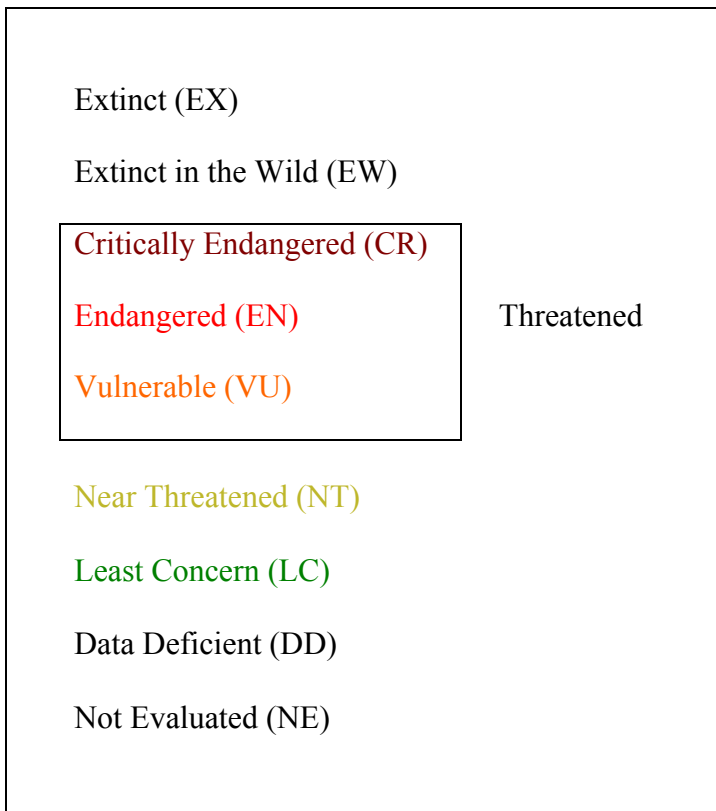 Extinct (EX)
Extinct in the Wild (EW)
Critically Endangered (CR)
Endangered (EN) Threatened
Vulnerable (VU)
Near Threatened (NT)
Least Concern (LC)
Data Deficient (DD)
Not Evaluated (NE)